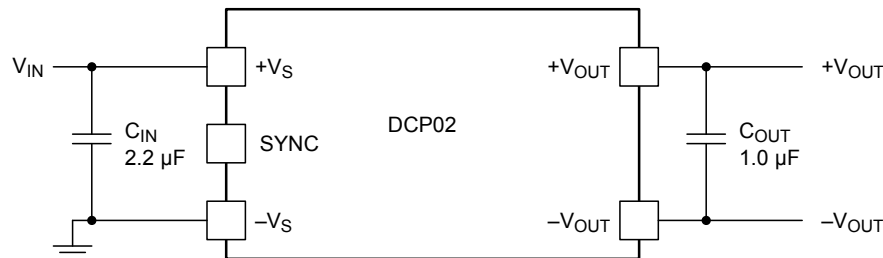 V_IN
+V_S
+V_OUT
+V_OUT
C_IN
2.2 µF
SYNC
DCP02
C_OUT
1.0 µF
–V_S
–V_OUT
–V_OUT